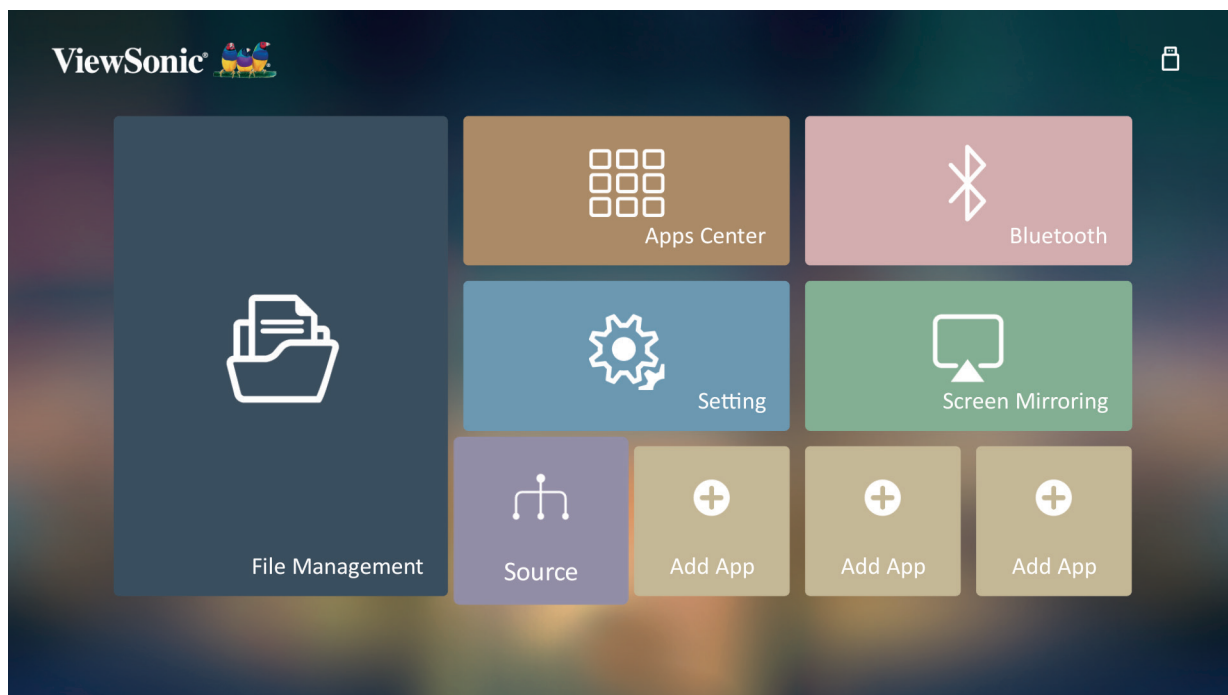 ViewSonic®
Apps Center
Bluetooth
Setting
Screen Mirroring
File Management
Source
Add App
Add App
Add App